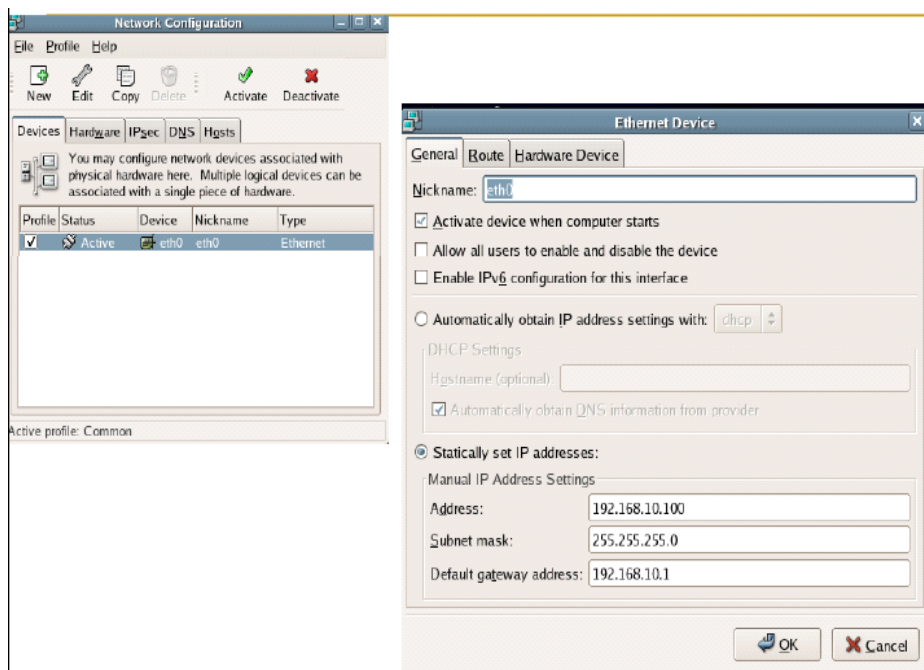 Network Configuration
File Profile Help
New Edit Copy Delete Activate Deactivate
Devices Hardware IPsec DNS Hosts
You may configure network devices associated with
physical hardware here. Multiple logical devices can be
associated with a single piece of hardware.
Profile Status Device Nickname Type
Active eth0 eth0 Ethernet
Active profile: Common
Ethernet Device
General Route Hardware Device
Nickname: eth0
Activate device when computer starts
Allow all users to enable and disable the device
Enable IPv6 configuration for this interface
Automatically obtain IP address settings with: dhcp
DHCP Settings
Hostname (optional):
Automatically obtain DNS information from provider
Statically set IP addresses:
Manual IP Address Settings
Address: 192.168.10.100
Subnet mask: 255.255.255.0
Default gateway address: 192.168.10.1
OK Cancel